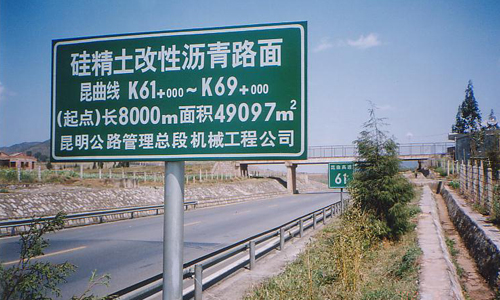 硅精土改性沥青路面
昆曲线 K61+000~K69+000
(起点)长8000m面积49097m²
昆明公路管理总段机械工程公司
61